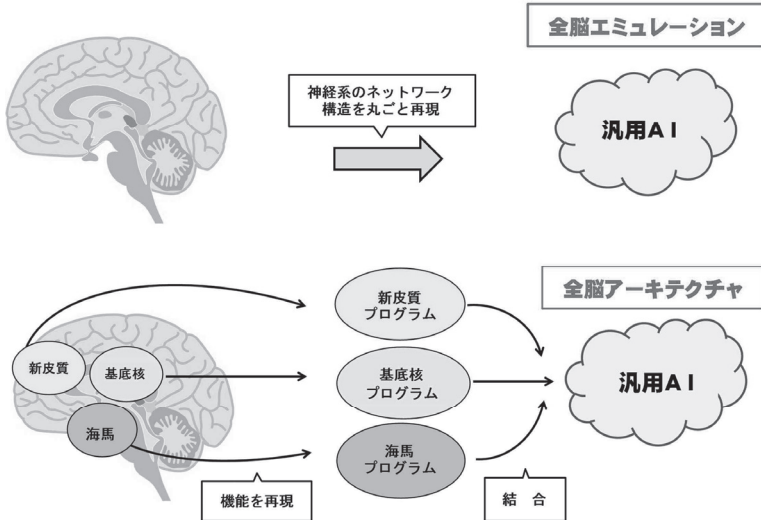 全脳エミュレーション
神経系のネットワーク
構造を丸ごと再現
汎用AI
全脳アーキテクチャ
新皮質
プログラム
新皮質
基底核
基底核
プログラム
汎用AI
海馬
海馬
プログラム
機能を再現
結　合